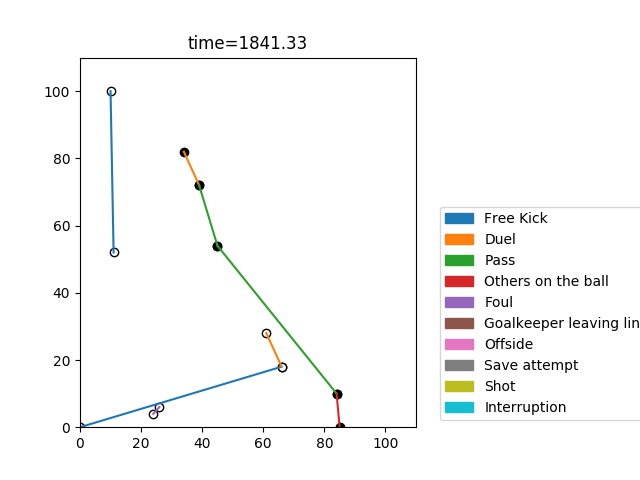 time=1841.33
100
80
60
40
20
0
0 20 40 60 80 100
Free Kick
Duel
Pass
Others on the ball
Foul
Goalkeeper leaving lin
Offside
Save attempt
Shot
Interruption